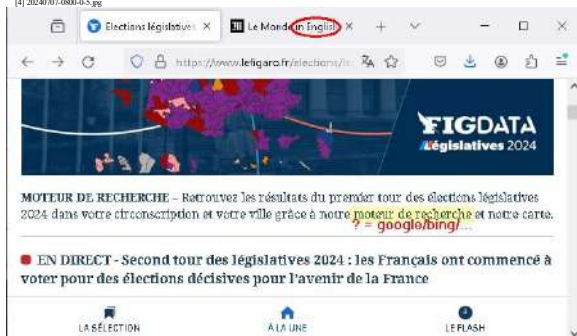 [4] 20240707-0800-0-5.jpg
Elections législative × Le Monde in English × + 
https://www.lefigaro.fr/elections/
FIGDATA
Législatives 2024
MOTEUR DE RECHERCHE – Retrouvez les résultats du premier tour des élections législatives
2024 dans votre circonscription et votre ville grâce à notre moteur de recherche et notre carte.
? = google/bing/...
EN DIRECT - Second tour des législatives 2024 : les Français ont commencé à
voter pour des élections décisives pour l'avenir de la France
LA SÉLECTION À LA UNE LE FLASH